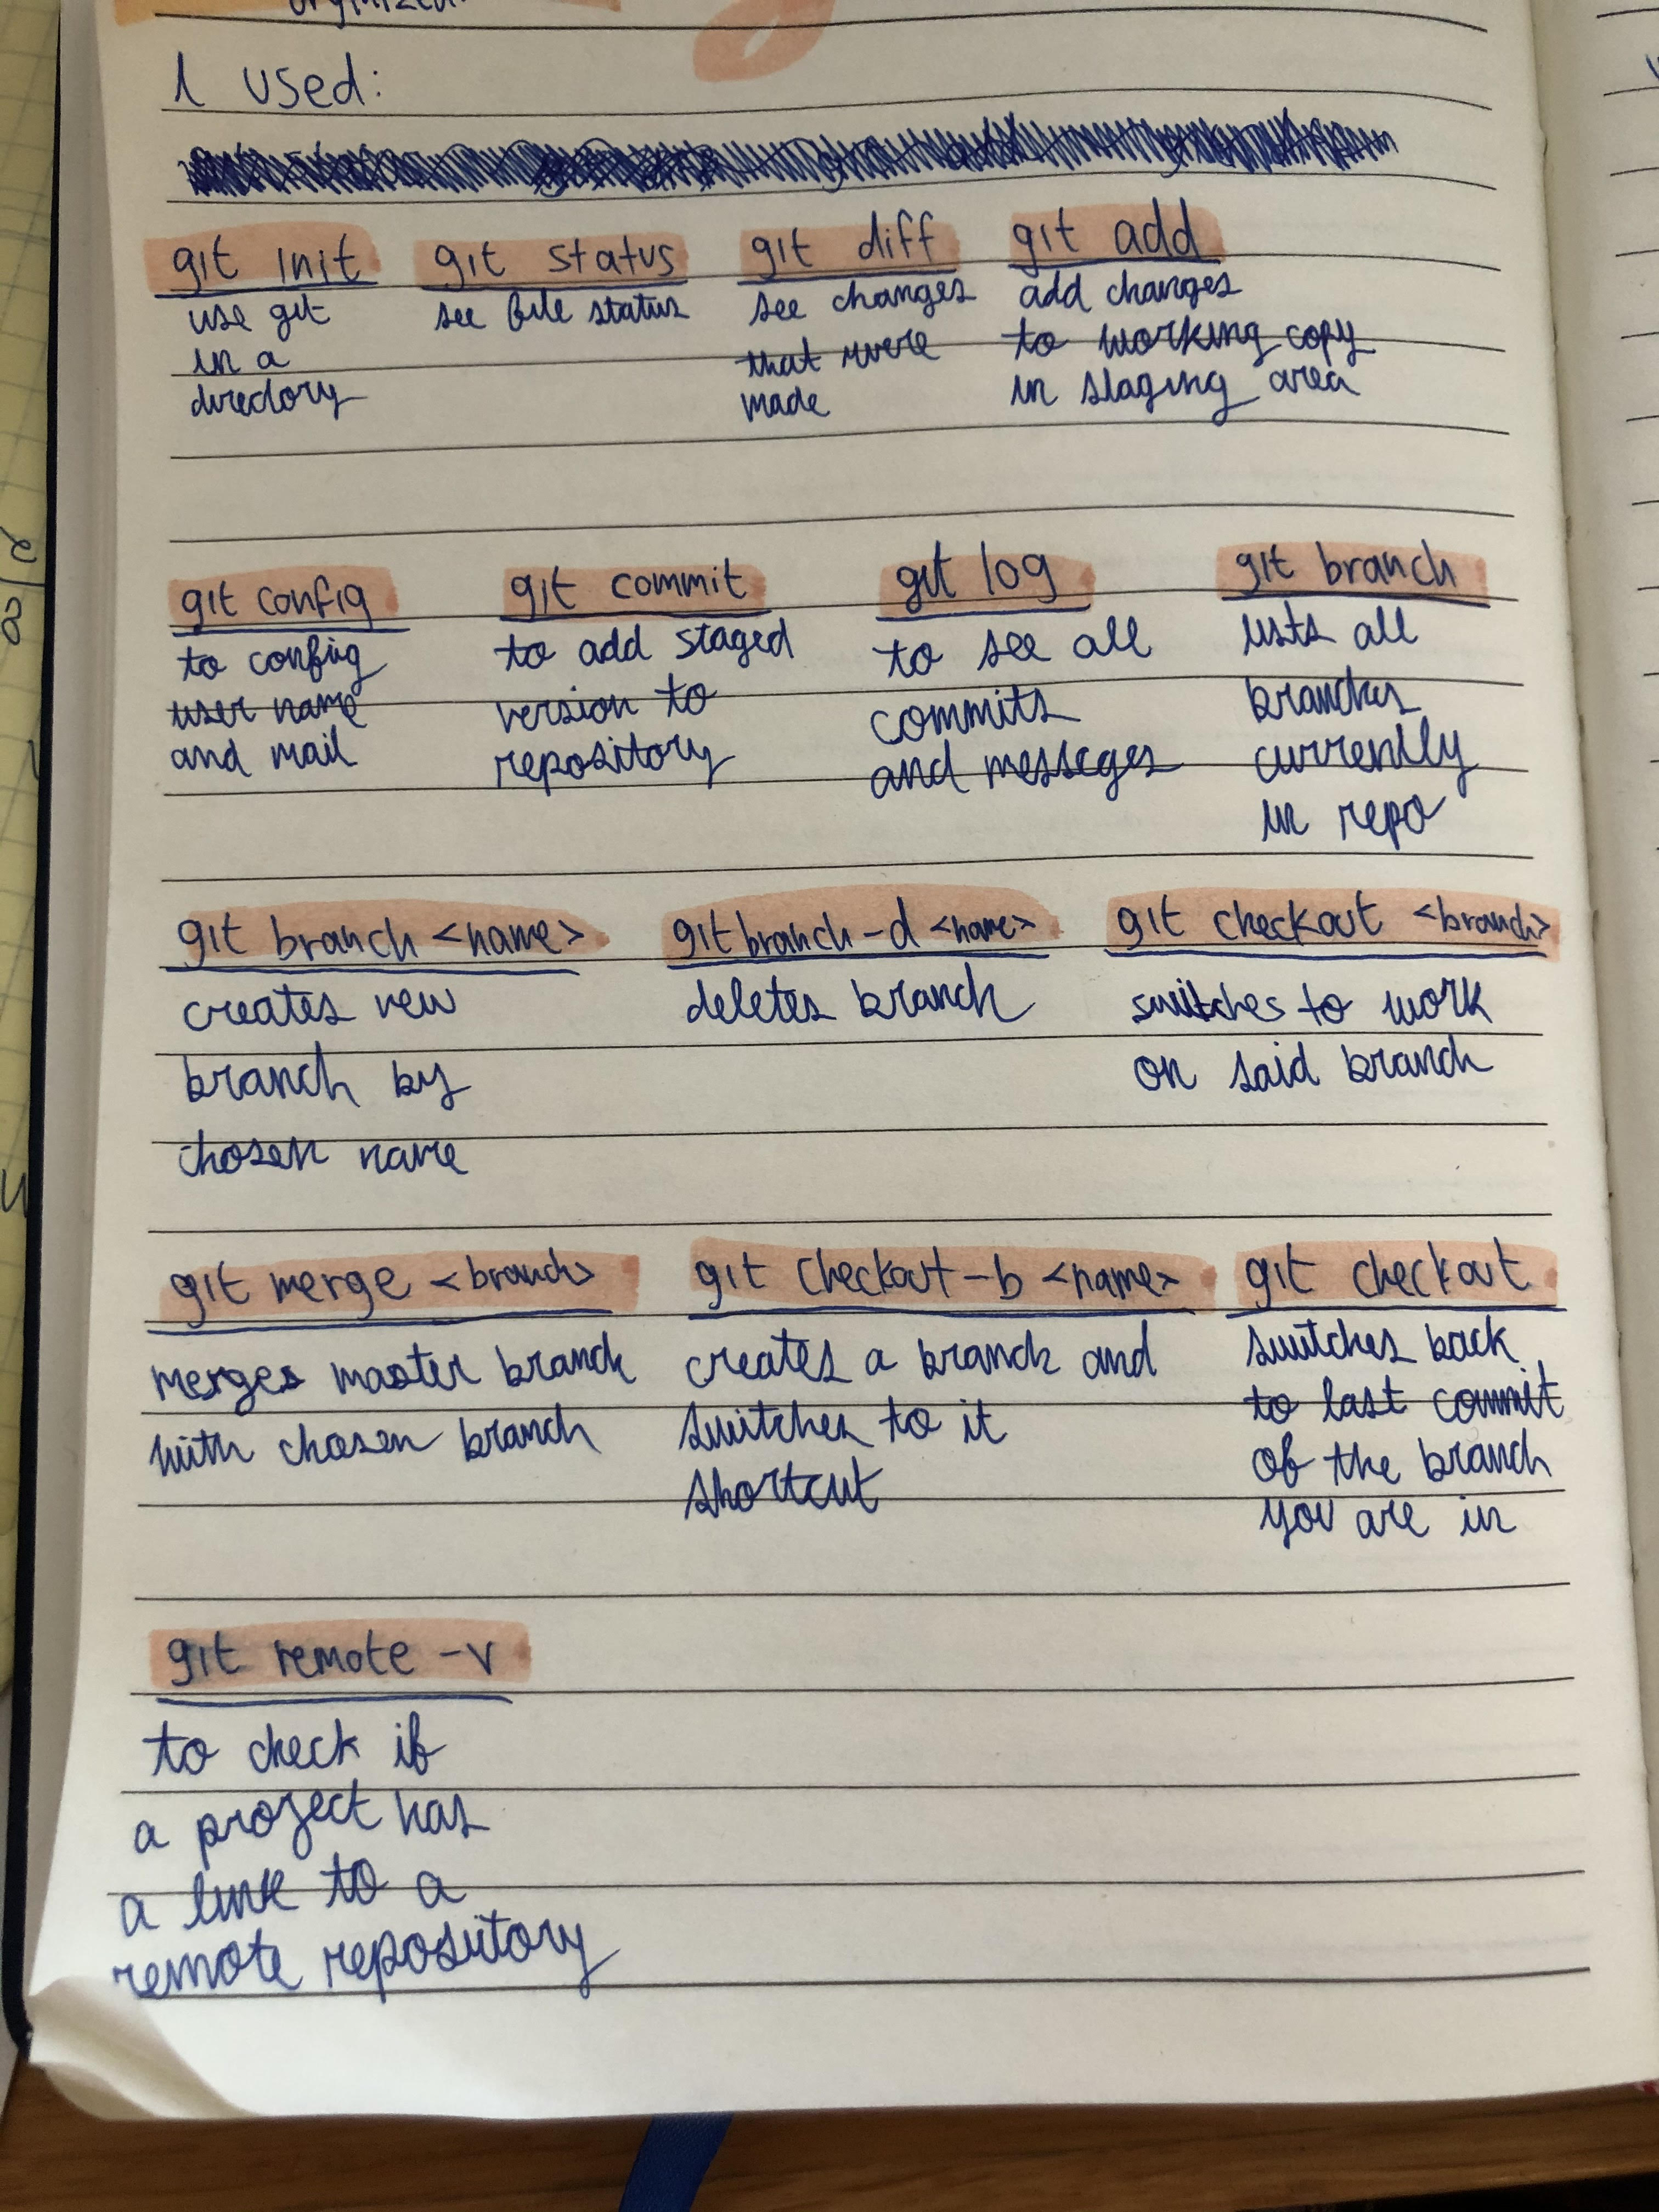 organized.
I used:
git init git status git diff git add
use git see file status see changes add changes
in a that were to working copy
directory made in staging area
git config git commit git log git branch
to config to add staged to see all lists all
user name version to commits branches
and mail repository and messages currently
in repo
git branch <name> git branch -d <name> git checkout <branch>
creates new deletes branch switches to work
branch by on said branch
chosen name
git merge <branch> git checkout -b <name> git checkout
merges master branch creates a branch and switches back
with chosen branch switches to it to last commit
shortcut of the branch
you are in
git remote -v
to check if
a project has
a link to a
remote repository